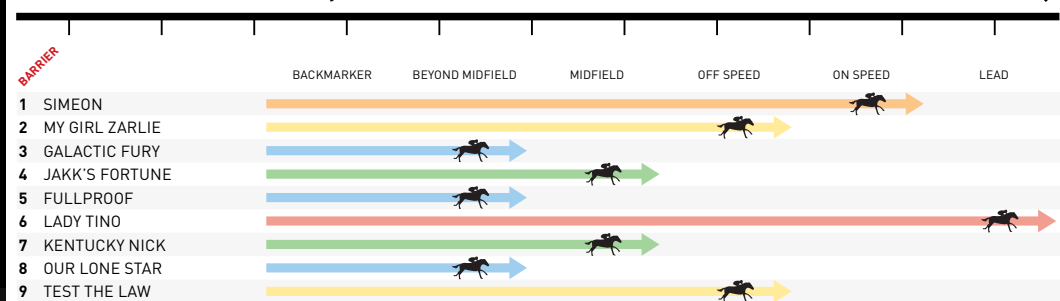 BARRIER
BACKMARKER BEYOND MIDFIELD MIDFIELD OFF SPEED ON SPEED LEAD
1 SIMEON
2 MY GIRL ZARLIE
3 GALACTIC FURY
4 JAKK'S FORTUNE
5 FULLPROOF
6 LADY TINO
7 KENTUCKY NICK
8 OUR LONE STAR
9 TEST THE LAW